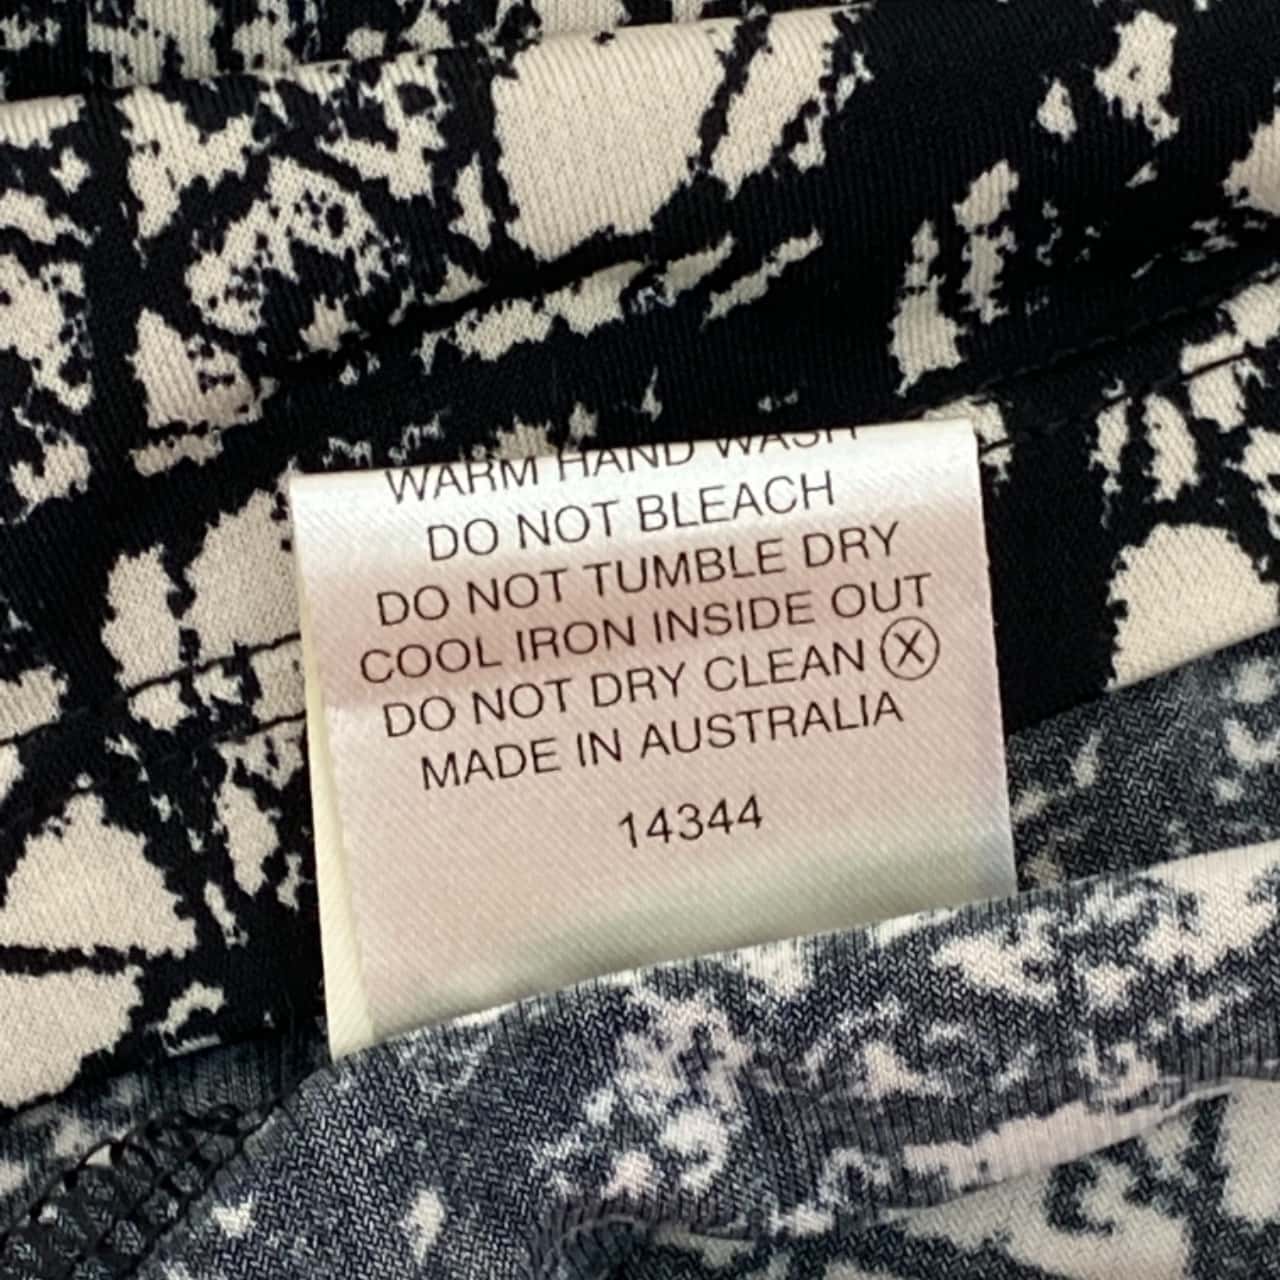 WARM HAND WASH
DO NOT BLEACH
DO NOT TUMBLE DRY
COOL IRON INSIDE OUT
DO NOT DRY CLEAN Ⓧ
MADE IN AUSTRALIA
14344